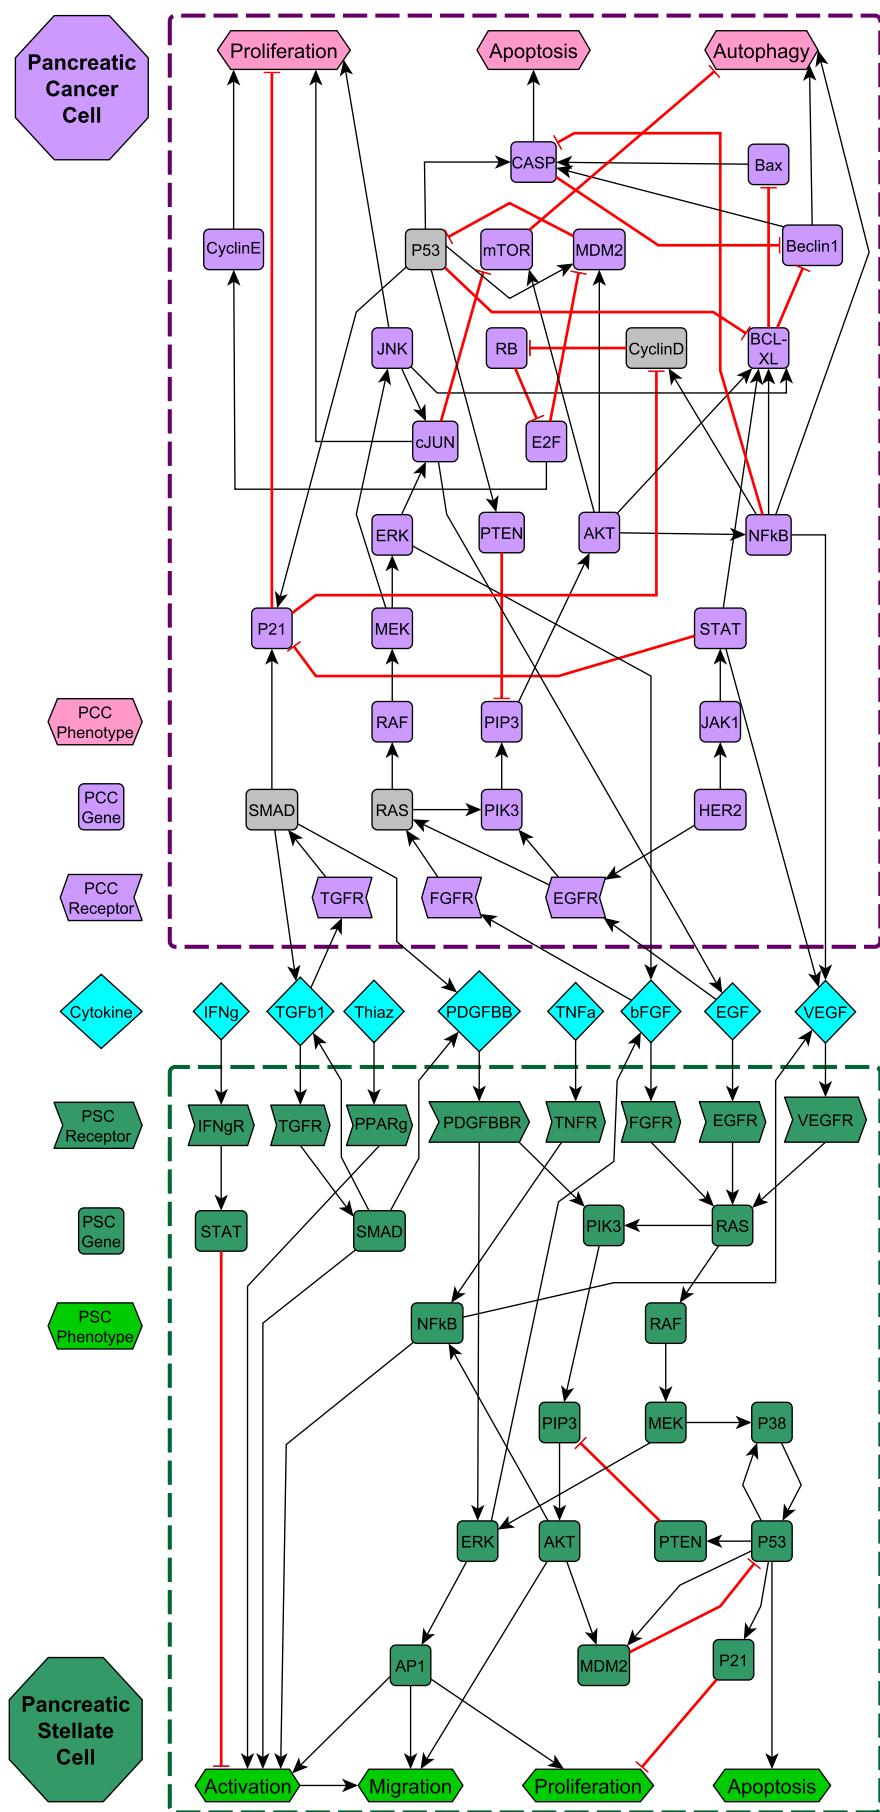 Pancreatic
Cancer
Cell
Proliferation
Apoptosis
Autophagy
CASP
Bax
CyclinE
P53
mTOR
MDM2
Beclin1
JNK
RB
CyclinD
BCL-
XL
cJUN
E2F
ERK
PTEN
AKT
NFkB
P21
MEK
STAT
PCC
Phenotype
RAF
PIP3
JAK1
PCC
Gene
SMAD
RAS
PIK3
HER2
PCC
Receptor
TGFR
FGFR
EGFR
Cytokine
IFNg
TGFb1
Thiaz
PDGFBB
TNFa
bFGF
EGF
VEGF
PSC
Receptor
IFNgR
TGFR
PPARg
PDGFBBR
TNFR
FGFR
EGFR
VEGFR
PSC
Gene
STAT
SMAD
PIK3
RAS
PSC
Phenotype
NFkB
RAF
PIP3
MEK
P38
ERK
AKT
PTEN
P53
AP1
MDM2
P21
Pancreatic
Stellate
Cell
Activation
Migration
Proliferation
Apoptosis